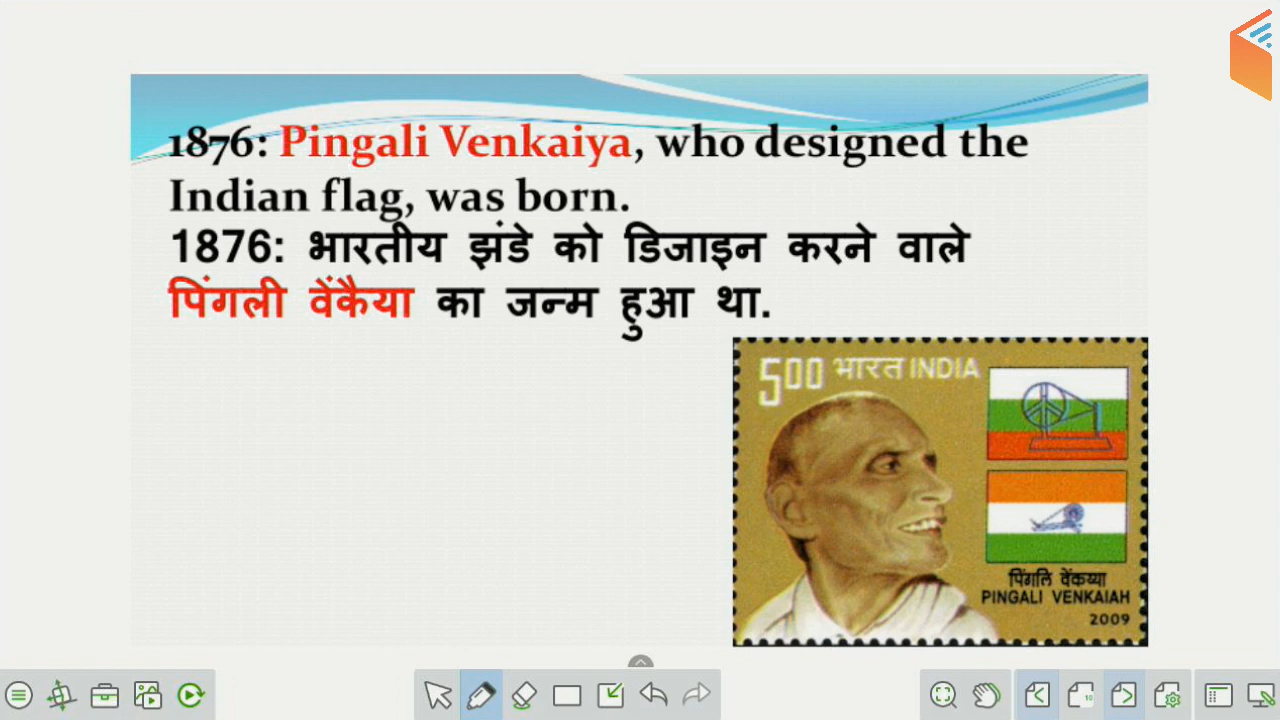 1876: Pingali Venkaiya, who designed the
Indian flag, was born.
1876: भारतीय झंडे को डिजाइन करने वाले
पिंगली वेंकैया का जन्म हुआ था.
5.00 भारत INDIA
पिंगलि वेंकय्या
PINGALI VENKAIAH
2009
10